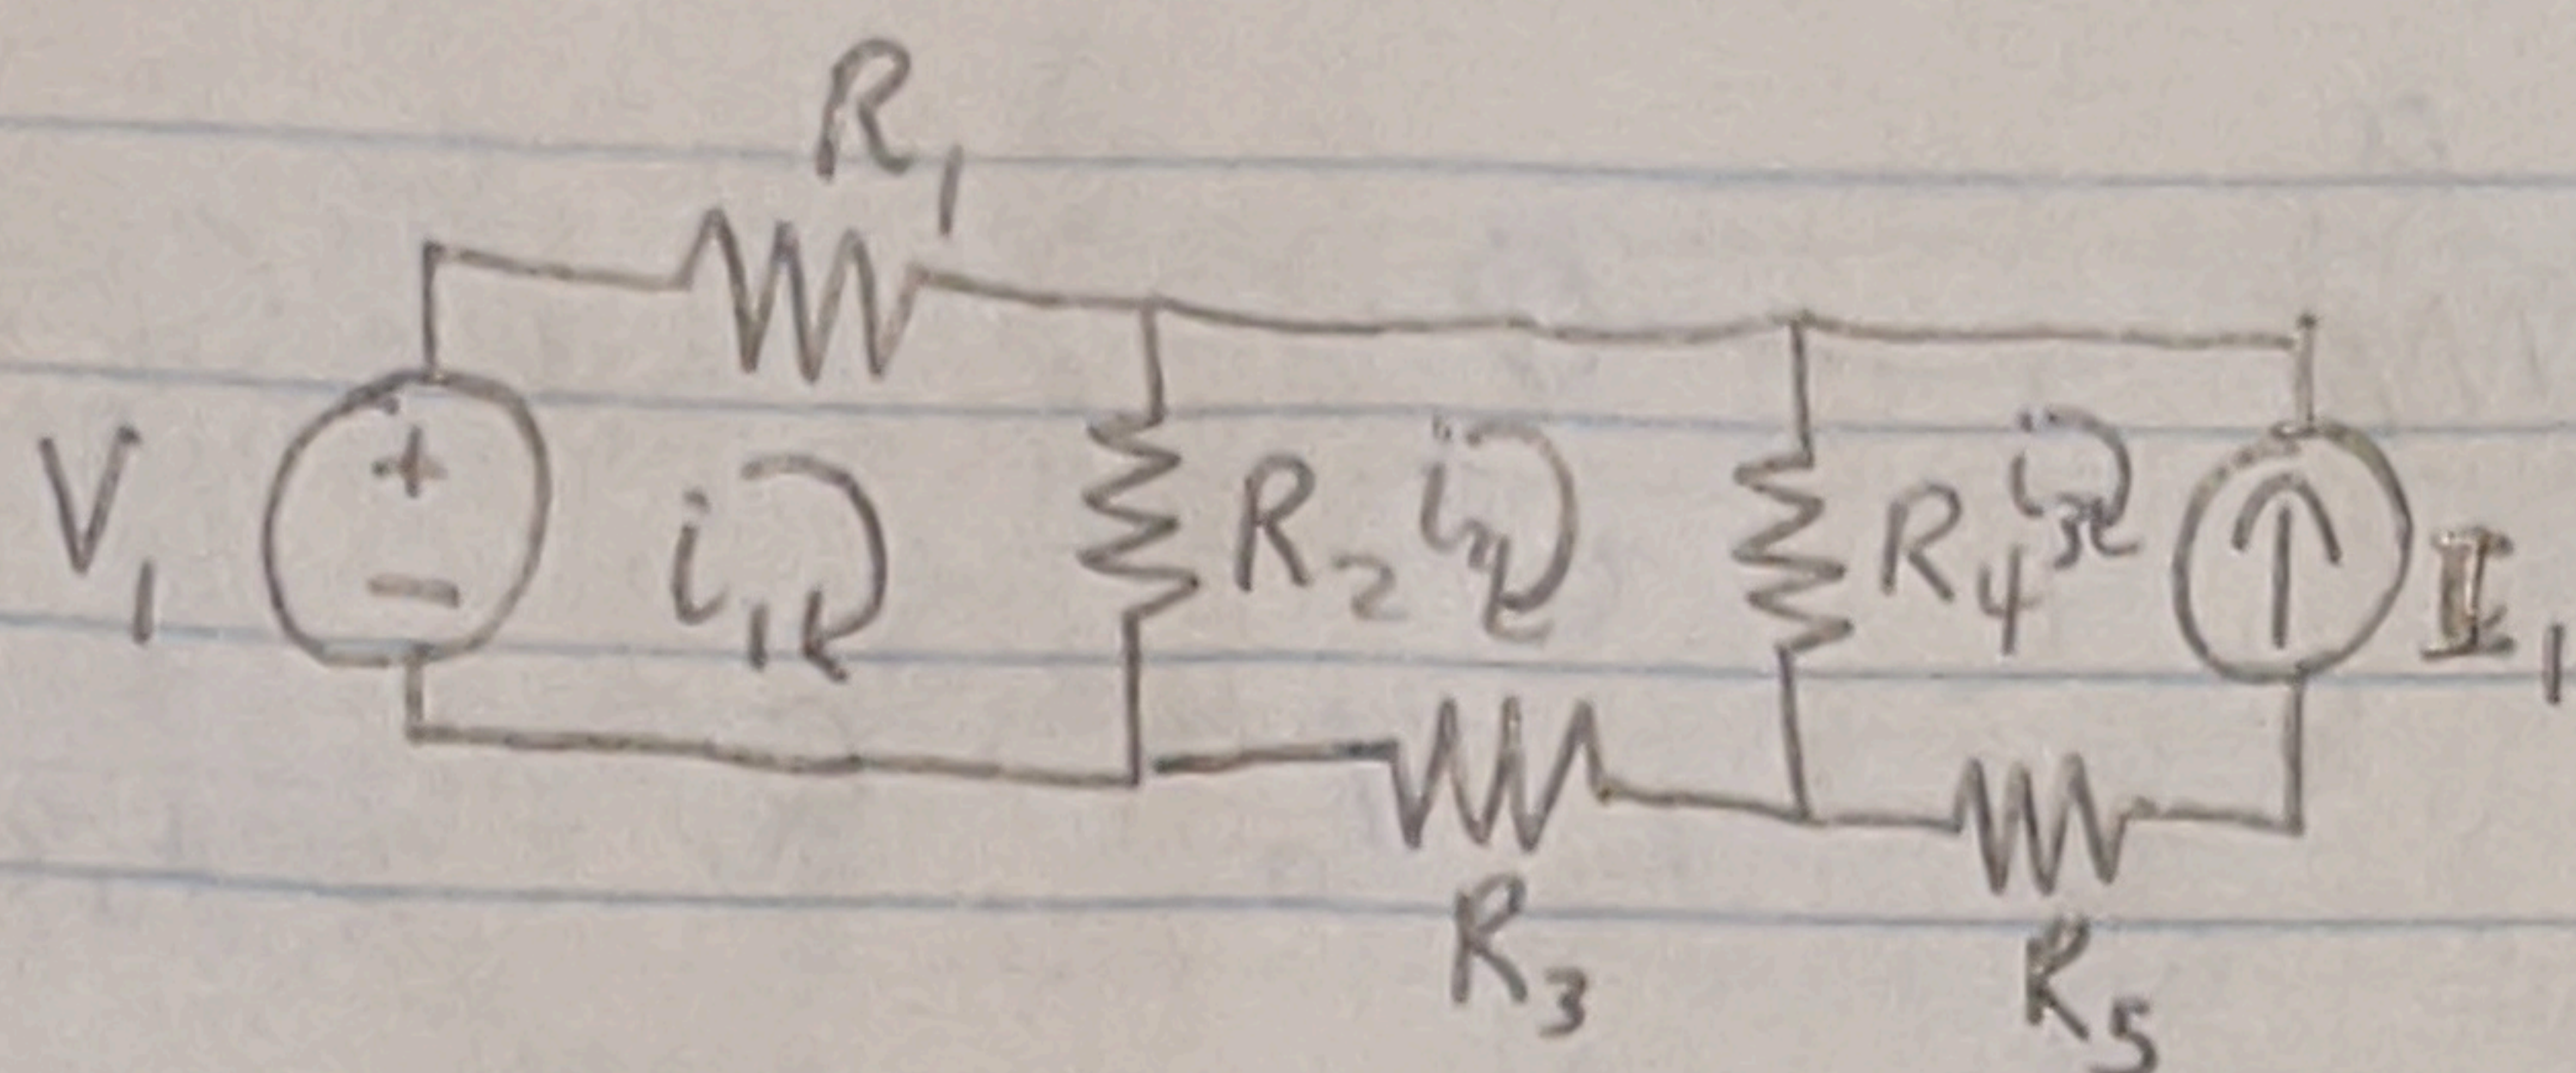 R₁
V₁
+
−
i₁
R₂
i₂
R₄
i₃
I₁
R₃
R₅